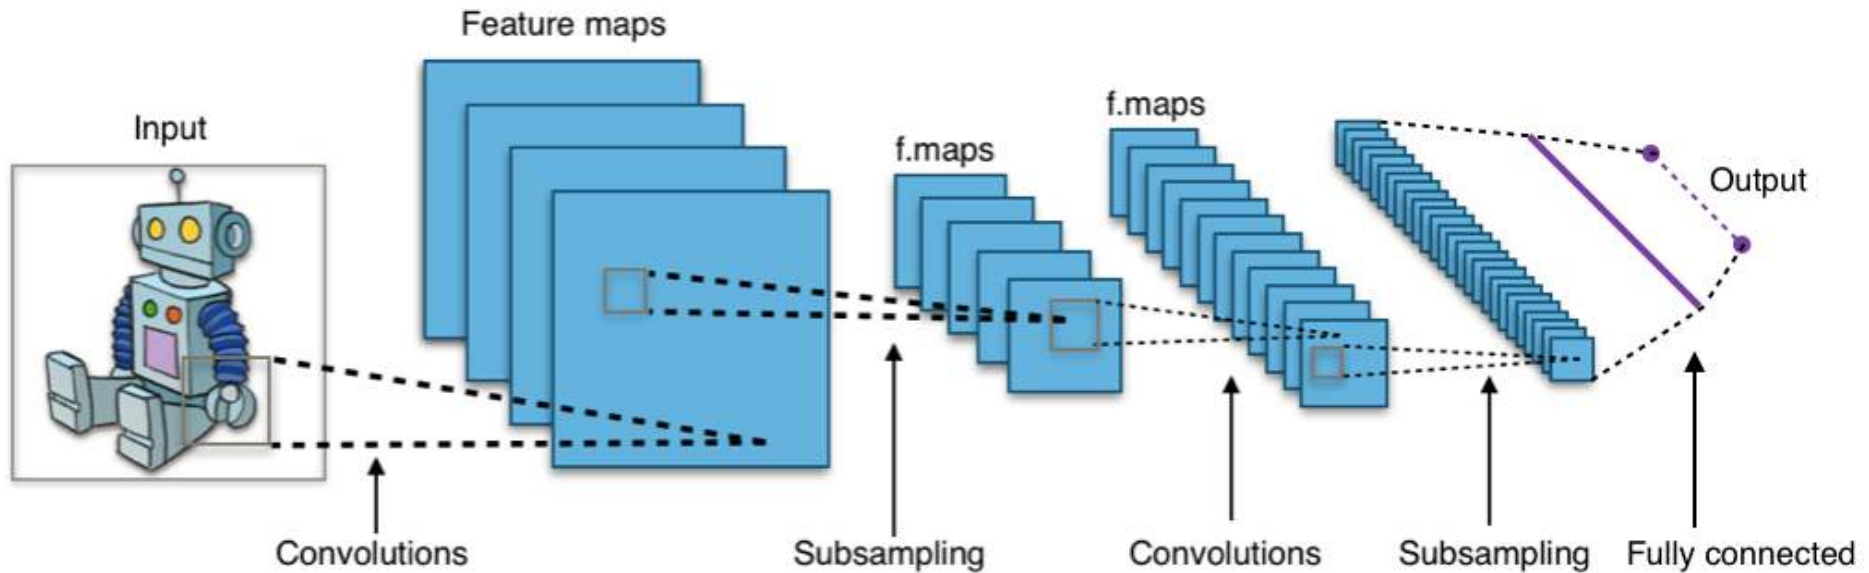 Feature maps
Input
f.maps
f.maps
Output
Convolutions
Subsampling
Convolutions
Subsampling
Fully connected